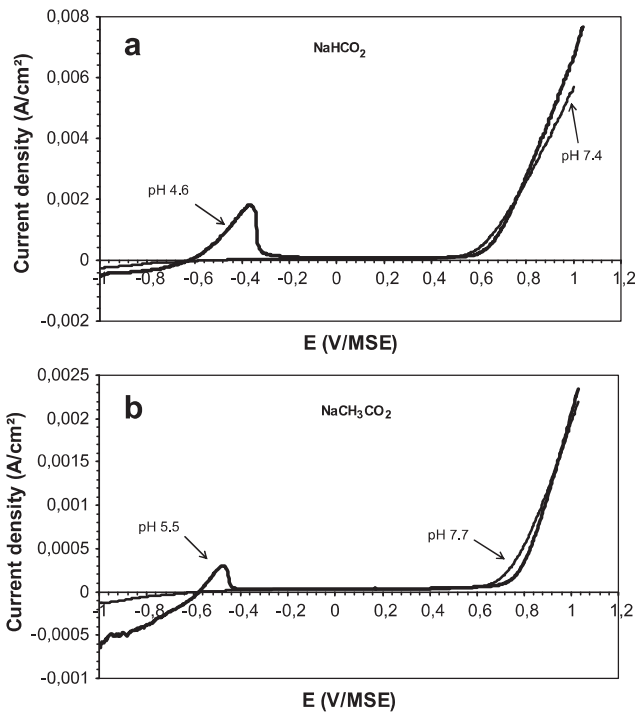 a
NaHCO₂
0,008
0,006
0,004
0,002
0
-0,002
Current density (A/cm²)
pH 4.6
pH 7.4
-1 -0,8 -0,6 -0,4 -0,2 0 0,2 0,4 0,6 0,8 1 1,2
E (V/MSE)
b
NaCH₃CO₂
0,0025
0,002
0,0015
0,001
0,0005
0
-0,0005
-0,001
Current density (A/cm²)
pH 5.5
pH 7.7
-1 -0,8 -0,6 -0,4 -0,2 0 0,2 0,4 0,6 0,8 1 1,2
E (V/MSE)